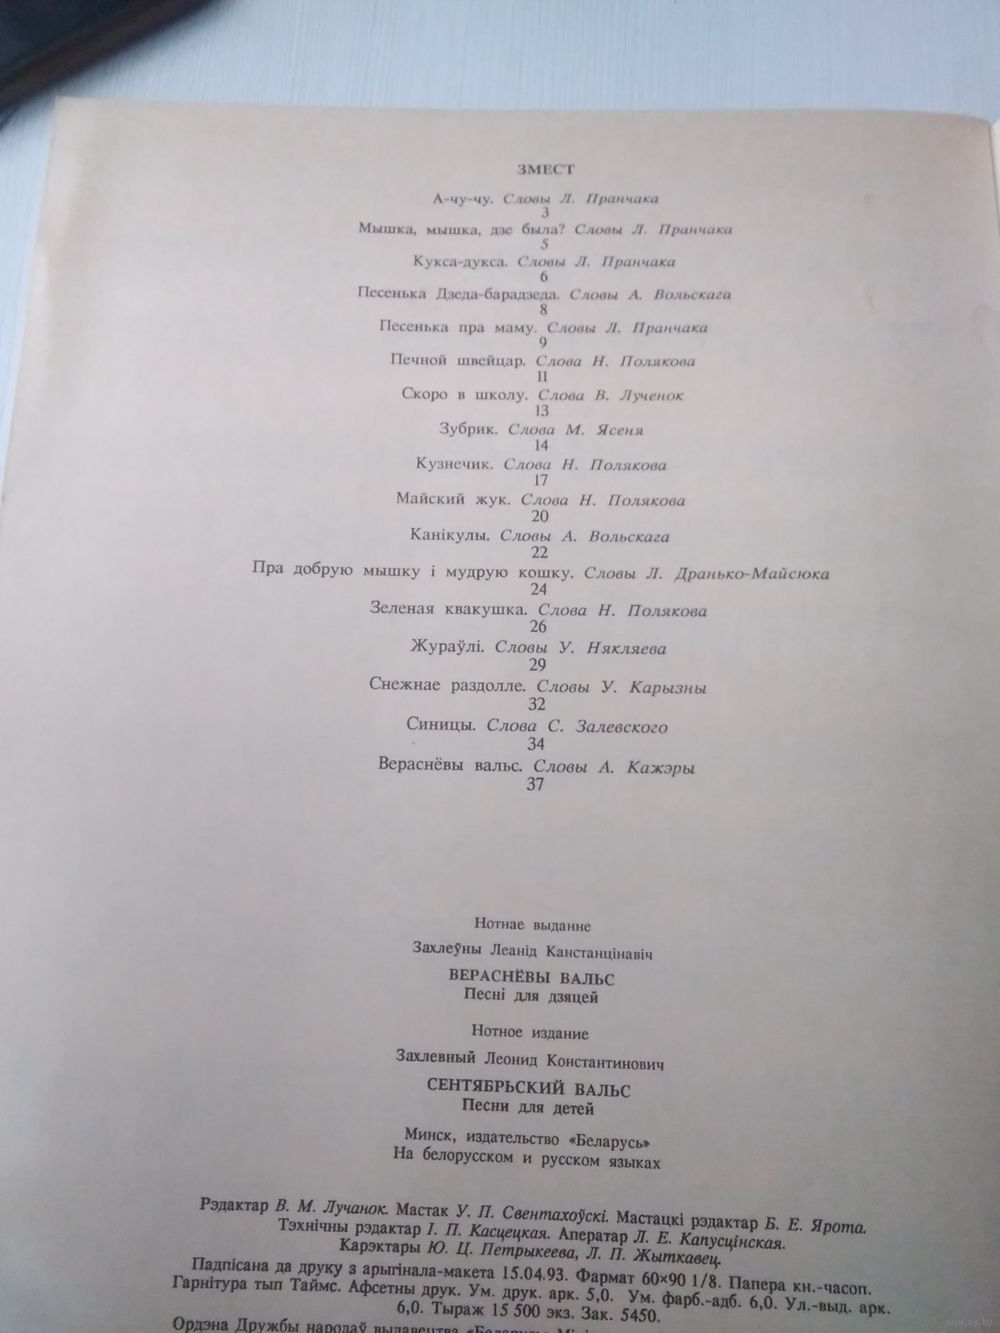 ЗМЕСТ
А-чу-чу. Словы Л. Пранчака
3
Мышка, мышка, дзе была? Словы Л. Пранчака
5
Кукса-дукса. Словы Л. Пранчака
6
Песенька Дзеда-барадзеда. Словы А. Вольскага
8
Песенька пра маму. Словы Л. Пранчака
9
Печной швейцар. Слова Н. Полякова
11
Скоро в школу. Слова В. Лученок
13
Зубрик. Слова М. Ясеня
14
Кузнечик. Слова Н. Полякова
17
Майский жук. Слова Н. Полякова
20
Канікулы. Словы А. Вольскага
22
Пра добрую мышку і мудрую кошку. Словы Л. Дранько-Майсюка
24
Зеленая квакушка. Слова Н. Полякова
26
Жураўлі. Словы У. Някляева
29
Снежнае раздолле. Словы У. Карызны
32
Синицы. Слова С. Залевского
34
Вераснёвы вальс. Словы А. Кажэры
37
Нотнае выданне
Захлеўны Леанід Канстанцінавіч
ВЕРАСНЁВЫ ВАЛЬС
Песні для дзяцей
Нотное издание
Захлевный Леонид Константинович
СЕНТЯБРЬСКИЙ ВАЛЬС
Песни для детей
Минск, издательство «Беларусь»
На белорусском и русском языках
Рэдактар В. М. Лучанок. Мастак У. П. Свентахоўскі. Мастацкі рэдактар Б. Е. Ярота.
Тэхнічны рэдактар І. П. Касцецкая. Аператар Л. Е. Капусцінская.
Карэктары Ю. Ц. Петрыкеева, Л. П. Жыткавец.
Падпісана да друку з арыгінала-макета 15.04.93. Фармат 60×90 1/8. Папера кн.-часоп.
Гарнітура тып Таймс. Афсетны друк. Ум. друк. арк. 5,0. Ум. фарб.-адб. 6,0. Ул.-выд. арк.
6,0. Тыраж 15 500 экз. Зак. 5450.
Ордэна Дружбы народаў выдавецтва «Беларусь»
www.ay.by